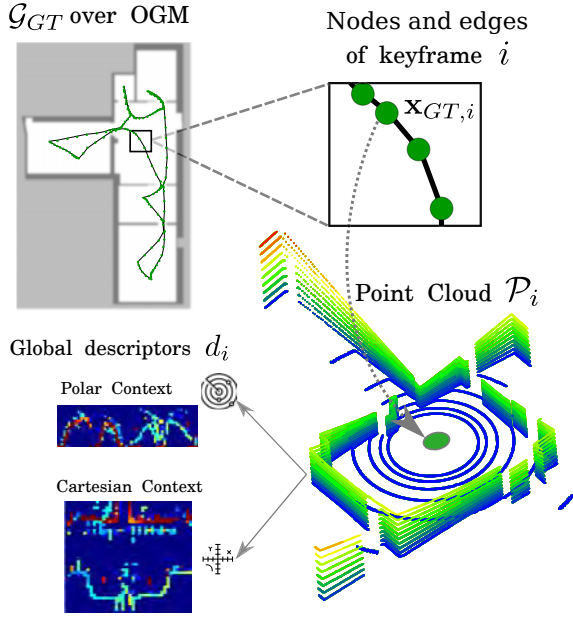 𝒢_GT over OGM
Nodes and edges
of keyframe i
x_GT,i
Point Cloud 𝒫_i
Global descriptors d_i
Polar Context
Cartesian Context
Y X